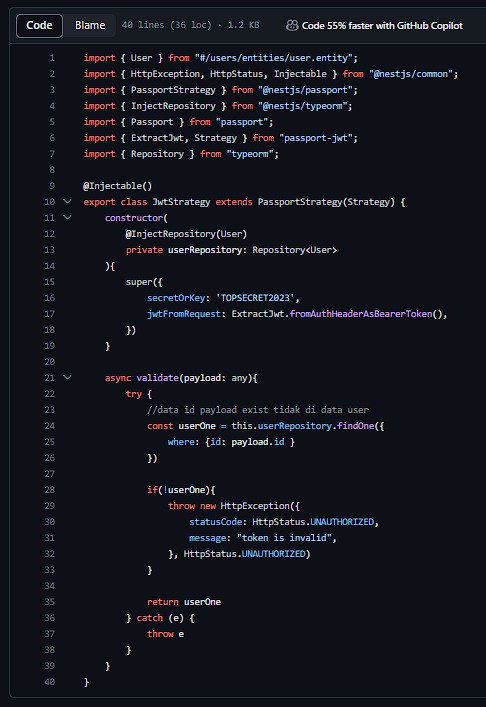 Code Blame 40 lines (36 loc) · 1.2 KB Code 55% faster with GitHub Copilot
1 import { User } from "#/users/entities/user.entity";
2 import { HttpException, HttpStatus, Injectable } from "@nestjs/common";
3 import { PassportStrategy } from "@nestjs/passport";
4 import { InjectRepository } from "@nestjs/typeorm";
5 import { Passport } from "passport";
6 import { ExtractJwt, Strategy } from "passport-jwt";
7 import { Repository } from "typeorm";
8
9 @Injectable()
10 export class JwtStrategy extends PassportStrategy(Strategy) {
11     constructor(
12         @InjectRepository(User)
13         private userRepository: Repository<User>
14     ){
15         super({
16             secretOrKey: 'TOPSECRET2023',
17             jwtFromRequest: ExtractJwt.fromAuthHeaderAsBearerToken(),
18         })
19     }
20
21     async validate(payload: any){
22         try {
23             //data id payload exist tidak di data user
24             const userOne = this.userRepository.findOne({
25                 where: {id: payload.id }
26             })
27
28             if(!userOne){
29                 throw new HttpException({
30                     statusCode: HttpStatus.UNAUTHORIZED,
31                     message: "token is invalid",
32                 }, HttpStatus.UNAUTHORIZED)
33             }
34
35             return userOne
36         } catch (e) {
37             throw e
38         }
39     }
40 }